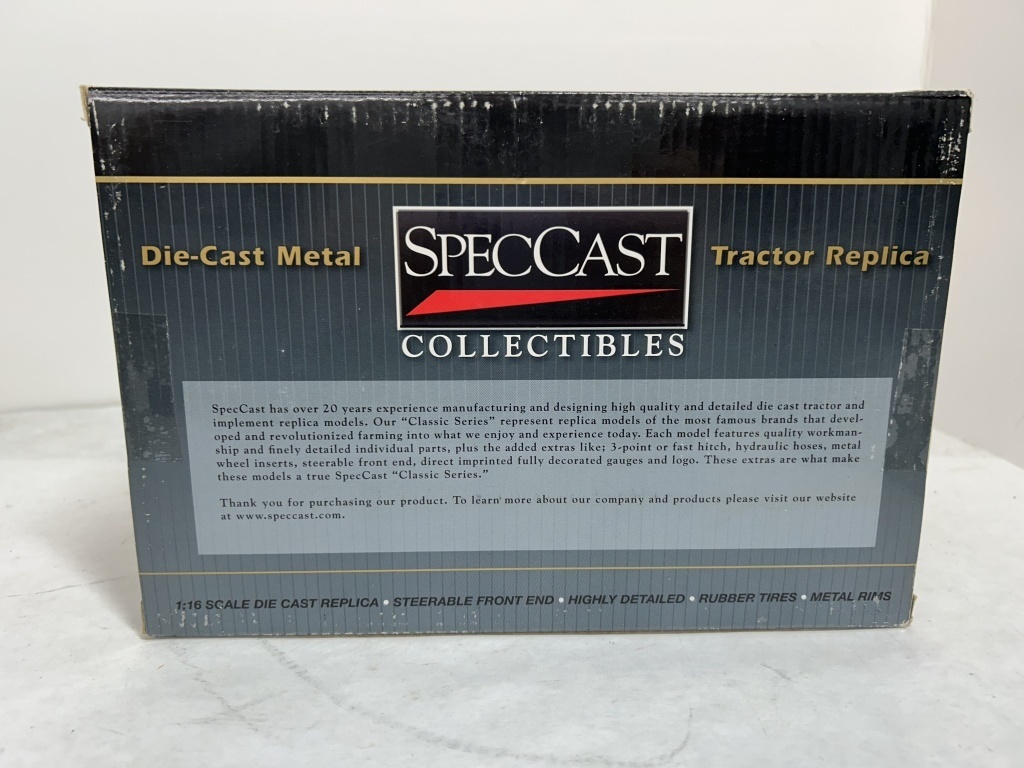 Die-Cast Metal
SPECCAST
Tractor Replica
COLLECTIBLES
SpecCast has over 20 years experience manufacturing and designing high quality and detailed die cast tractor and
implement replica models. Our “Classic Series” represent replica models of the most famous brands that devel-
oped and revolutionized farming into what we enjoy and experience today. Each model features quality workman-
ship and finely detailed individual parts, plus the added extras like; 3-point or fast hitch, hydraulic hoses, metal
wheel inserts, steerable front end, direct imprinted fully decorated gauges and logo. These extras are what make
these models a true SpecCast “Classic Series.”
Thank you for purchasing our product. To learn more about our company and products please visit our website
at www.speccast.com.
1:16 SCALE DIE CAST REPLICA • STEERABLE FRONT END • HIGHLY DETAILED • RUBBER TIRES • METAL RIMS